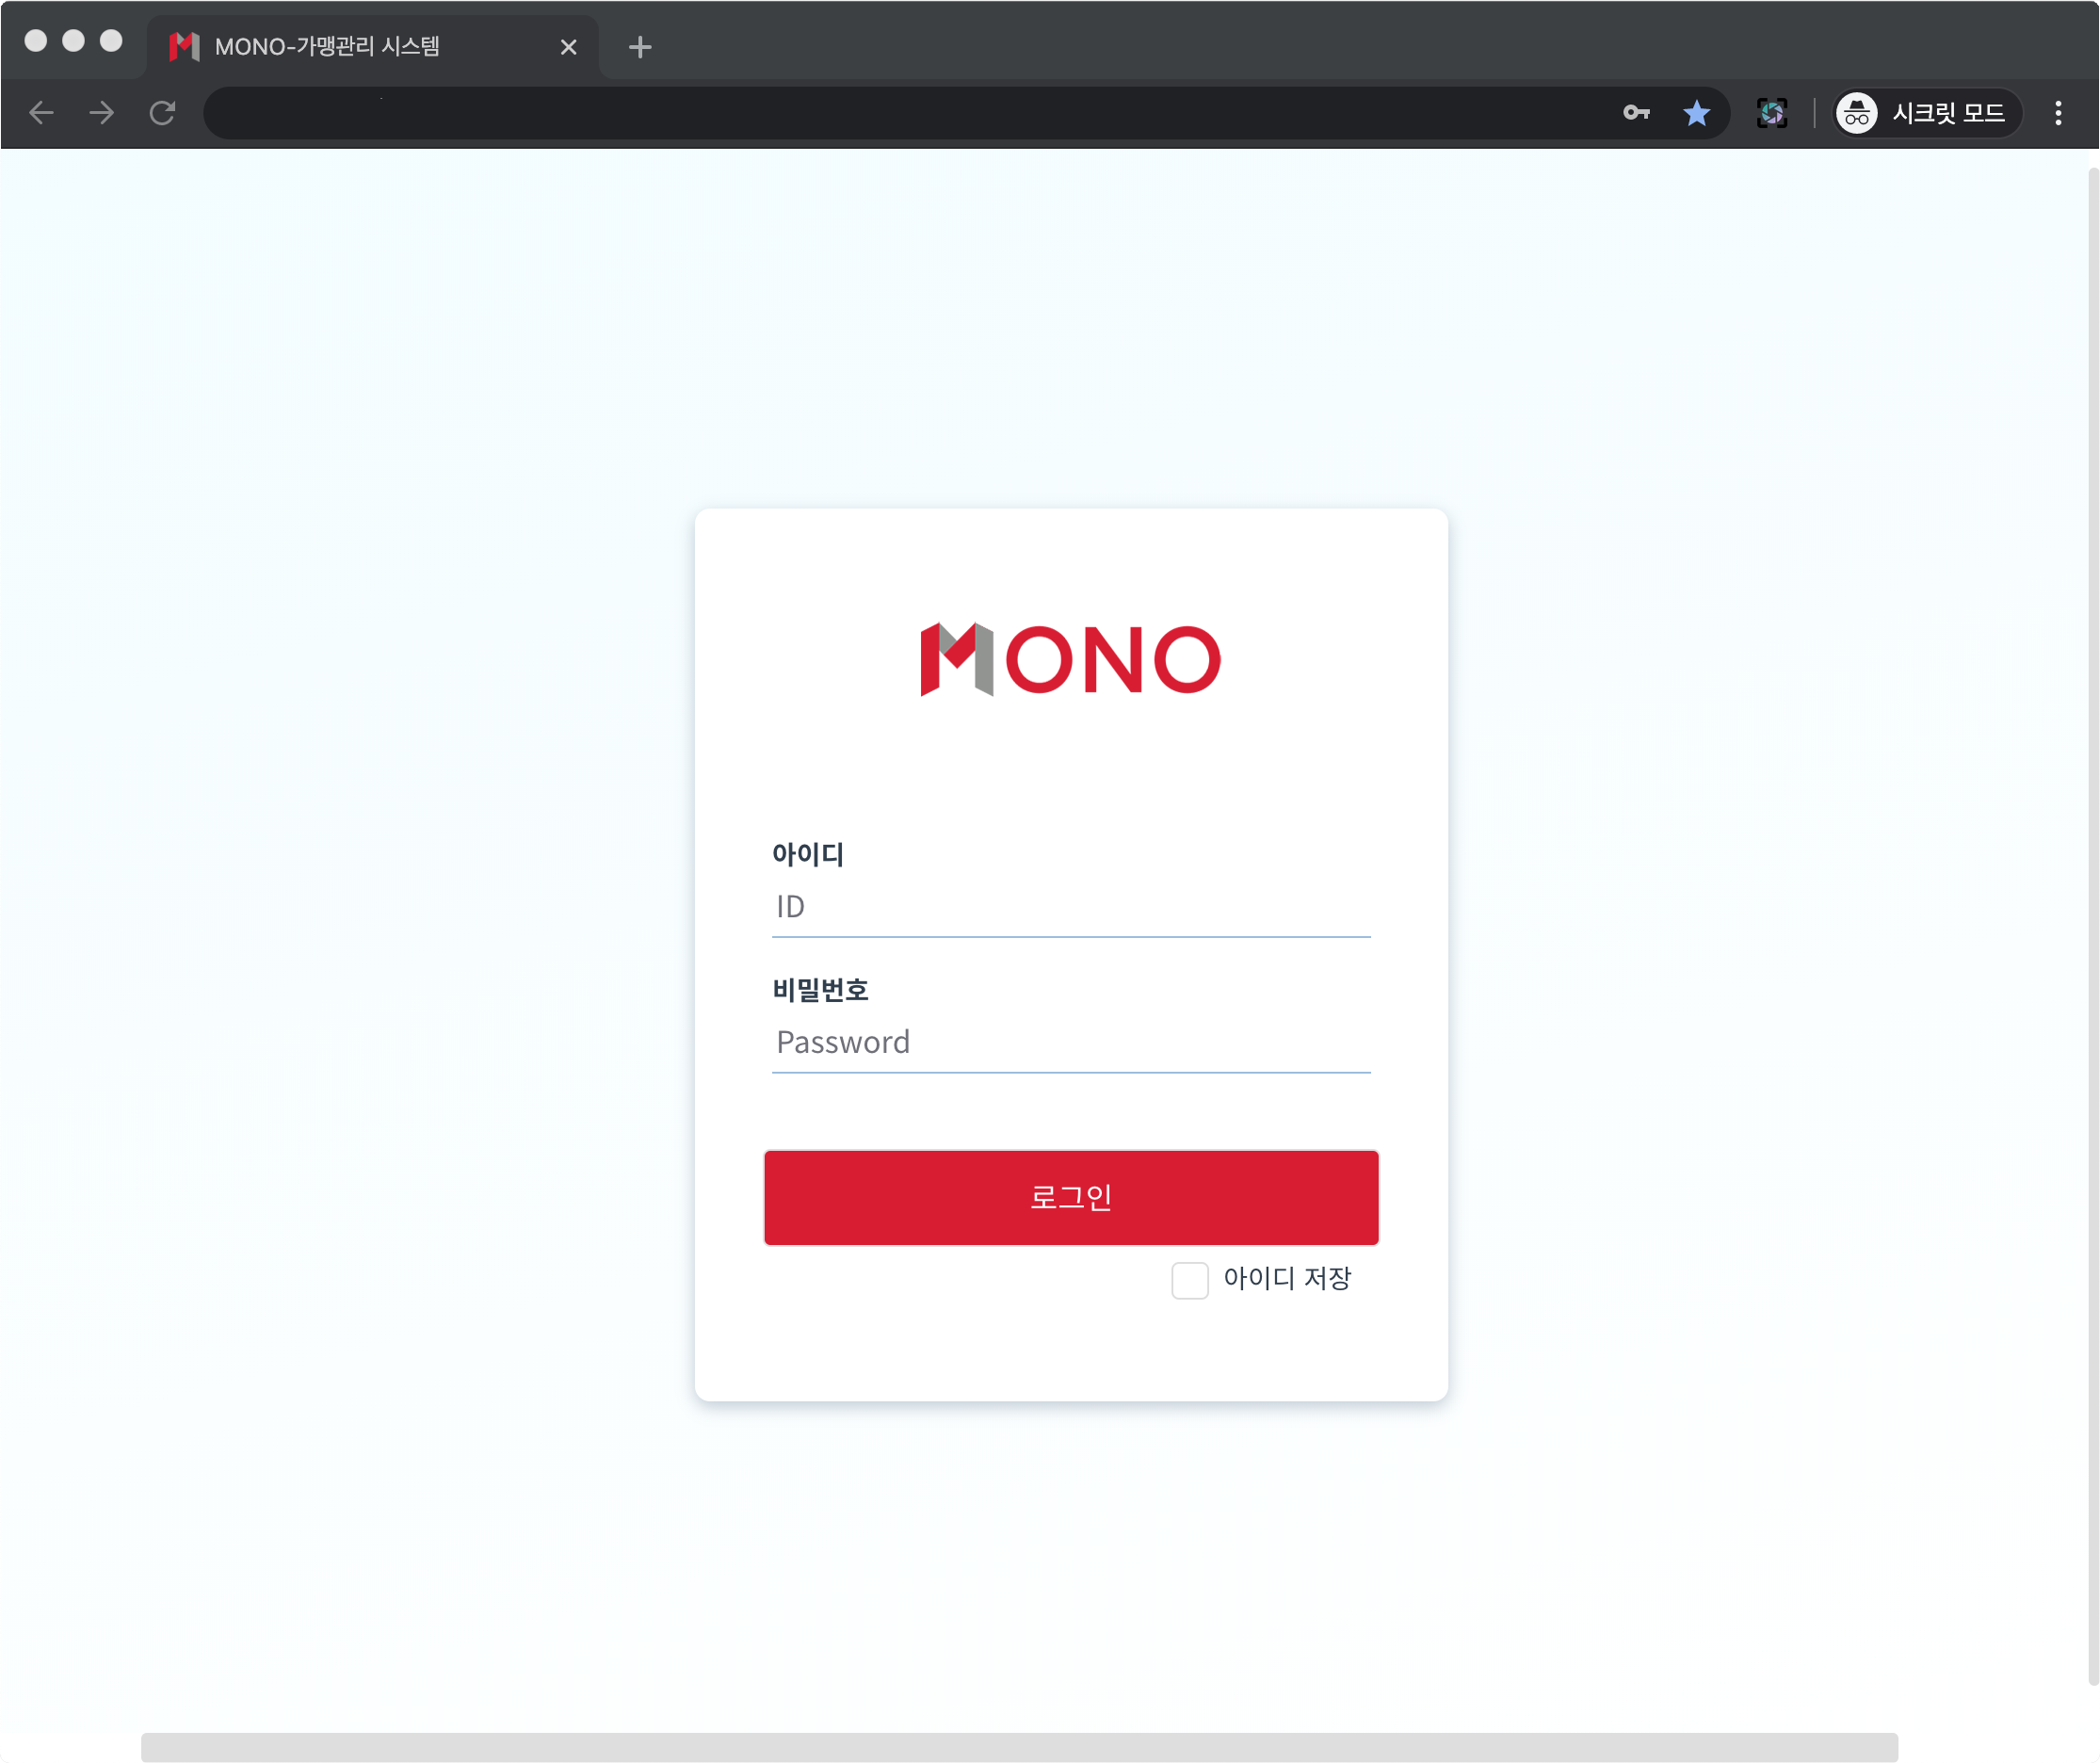 MONO-가맹관리 시스템
시크릿 모드
MONO
아이디
ID
비밀번호
Password
로그인
아이디 저장